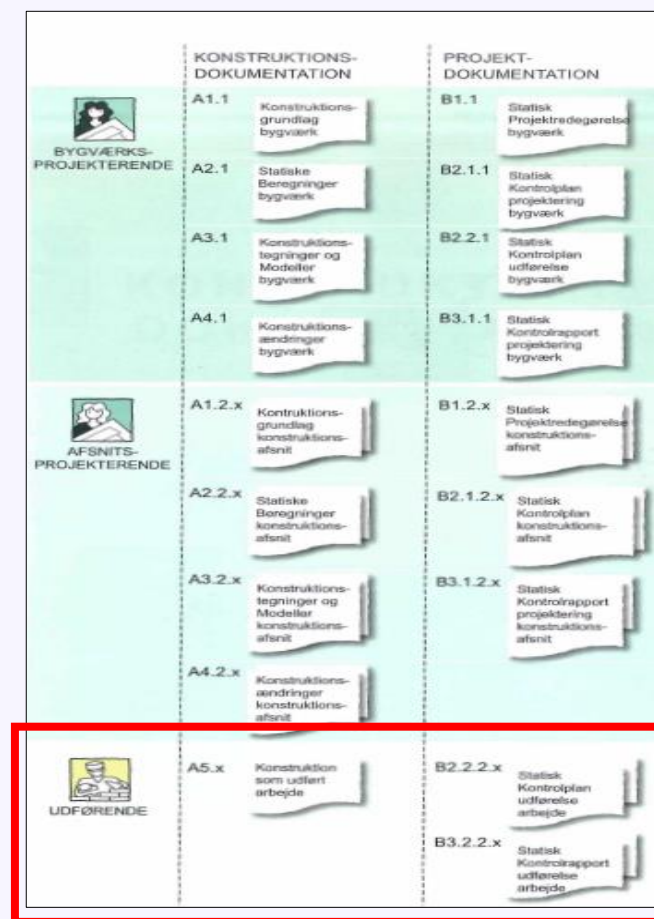 KONSTRUKTIONS-
DOKUMENTATION
PROJEKT-
DOKUMENTATION
BYGVÆRKS-
PROJEKTERENDE
A1.1
Konstruktions-
grundlag
bygværk
B1.1
Statisk
Projektredegørelse
bygværk
A2.1
Statiske
Beregninger
bygværk
B2.1.1
Statisk
Kontrolplan
projektering
bygværk
A3.1
Konstruktions-
tegninger og
Modeller
bygværk
B2.2.1
Statisk
Kontrolplan
udførelse
bygværk
A4.1
Konstruktions-
ændringer
bygværk
B3.1.1
Statisk
Kontrolrapport
projektering
bygværk
AFSNITS-
PROJEKTERENDE
A1.2.x
Kontruktions-
grundlag
konstruktions-
afsnit
B1.2.x
Statisk
Projektredegørelse
konstruktions-
afsnit
A2.2.x
Statiske
Beregninger
konstruktions-
afsnit
B2.1.2.x
Statisk
Kontrolplan
konstruktions-
afsnit
A3.2.x
Konstruktions-
tegninger og
Modeller
konstruktions-
afsnit
B3.1.2.x
Statisk
Kontrolrapport
projektering
konstruktions-
afsnit
A4.2.x
Konstruktions-
ændringer
konstruktions-
afsnit
UDFØRENDE
A5.x
Konstruktion
som udført
arbejde
B2.2.2.x
Statisk
Kontrolplan
udførelse
arbejde
B3.2.2.x
Statisk
Kontrolrapport
udførelse
arbejde